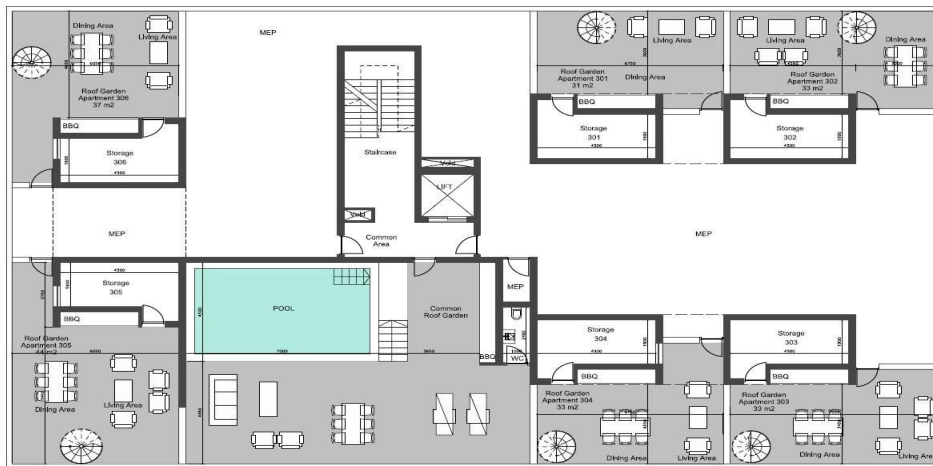 Dining Area
Living Area
6050
Roof Garden
Apartment 306
37 m2
BBQ
Storage
306
4300
MEP
MEP
Staircase
Void
LIFT
Void
Common
Area
Living Area
6750
Dining Area
Roof Garden
Apartment 301
31 m2
BBQ
Storage
301
4300
Living Area
Dining Area
Roof Garden
Apartment 302
33 m2
BBQ
Storage
302
4300
MEP
4300
Storage
305
BBQ
Roof Garden
Apartment 305
44 m2
6050
Dining Area
Living Area
POOL
7000
Common
Roof Garden
BBQ
MEP
WC
Storage
304
4300
BBQ
Roof Garden
Apartment 304
33 m2
Dining Area
Living Area
Storage
303
4300
BBQ
Roof Garden
Apartment 303
33 m2
Dining Area
Living Area